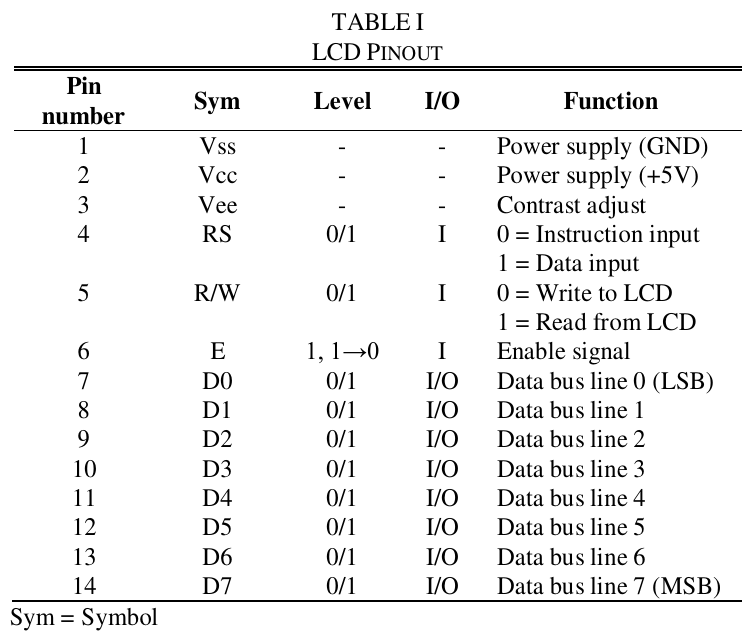 TABLE I
LCD PINOUT
Pin number Sym Level I/O Function
1 Vss - - Power supply (GND)
2 Vcc - - Power supply (+5V)
3 Vee - - Contrast adjust
4 RS 0/1 I 0 = Instruction input
1 = Data input
5 R/W 0/1 I 0 = Write to LCD
1 = Read from LCD
6 E 1, 1→0 I Enable signal
7 D0 0/1 I/O Data bus line 0 (LSB)
8 D1 0/1 I/O Data bus line 1
9 D2 0/1 I/O Data bus line 2
10 D3 0/1 I/O Data bus line 3
11 D4 0/1 I/O Data bus line 4
12 D5 0/1 I/O Data bus line 5
13 D6 0/1 I/O Data bus line 6
14 D7 0/1 I/O Data bus line 7 (MSB)
Sym = Symbol